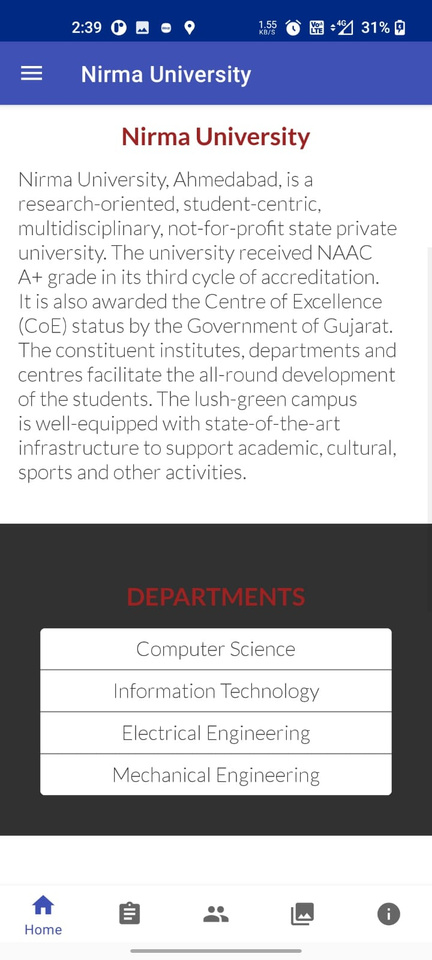 2:39
1.55
KB/S
Vo»
LTE
4G
31%
Nirma University
Nirma University
Nirma University, Ahmedabad, is a
research-oriented, student-centric,
multidisciplinary, not-for-profit state private
university. The university received NAAC
A+ grade in its third cycle of accreditation.
It is also awarded the Centre of Excellence
(CoE) status by the Government of Gujarat.
The constituent institutes, departments and
centres facilitate the all-round development
of the students. The lush-green campus
is well-equipped with state-of-the-art
infrastructure to support academic, cultural,
sports and other activities.
DEPARTMENTS
Computer Science
Information Technology
Electrical Engineering
Mechanical Engineering
Home